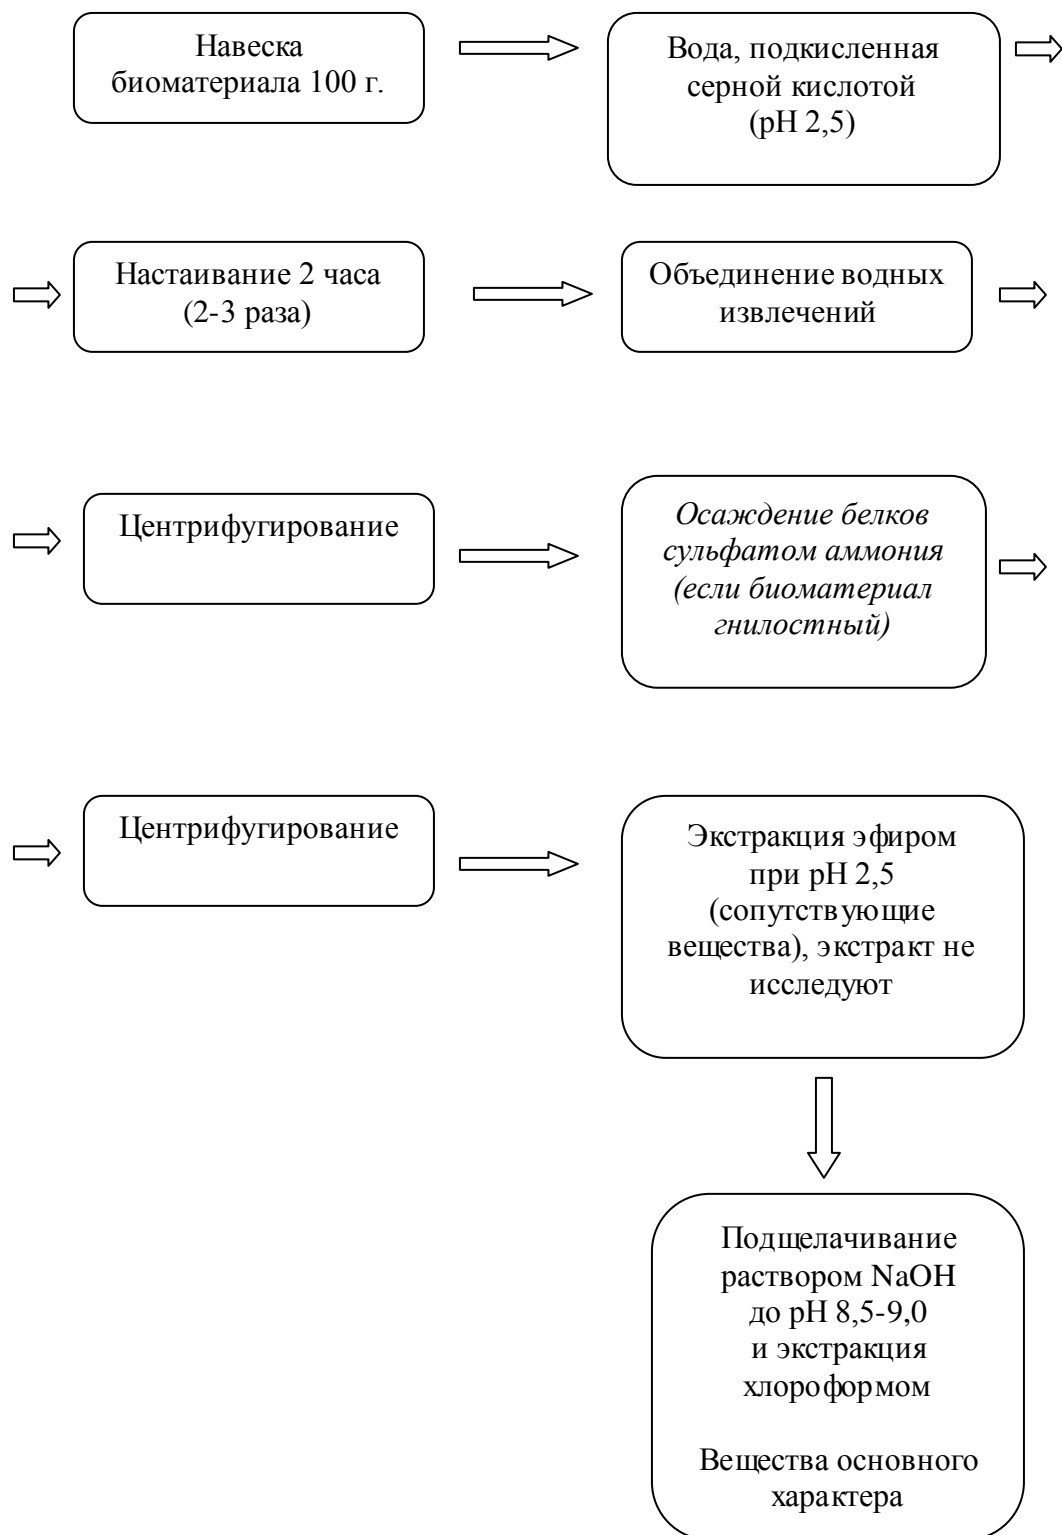 Навеска
биоматериала 100 г.
Вода, подкисленная
серной кислотой
(pH 2,5)
Настаивание 2 часа
(2-3 раза)
Объединение водных
извлечений
Центрифугирование
Осаждение белков
сульфатом аммония
(если биоматериал
гнилостный)
Центрифугирование
Экстракция эфиром
при pH 2,5
(сопутствующие
вещества), экстракт не
исследуют
Подщелачивание
раствором NaOH
до pH 8,5-9,0
и экстракция
хлороформом
Вещества основного
характера